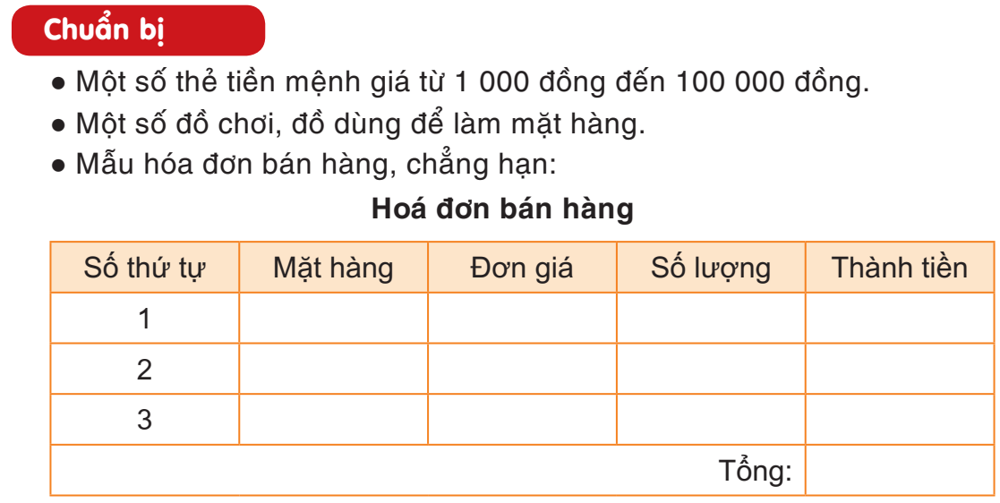 Chuẩn bị
● Một số thẻ tiền mệnh giá từ 1 000 đồng đến 100 000 đồng.
● Một số đồ chơi, đồ dùng để làm mặt hàng.
● Mẫu hóa đơn bán hàng, chẳng hạn:
Hoá đơn bán hàng
Số thứ tự Mặt hàng Đơn giá Số lượng Thành tiền
1
2
3
Tổng: